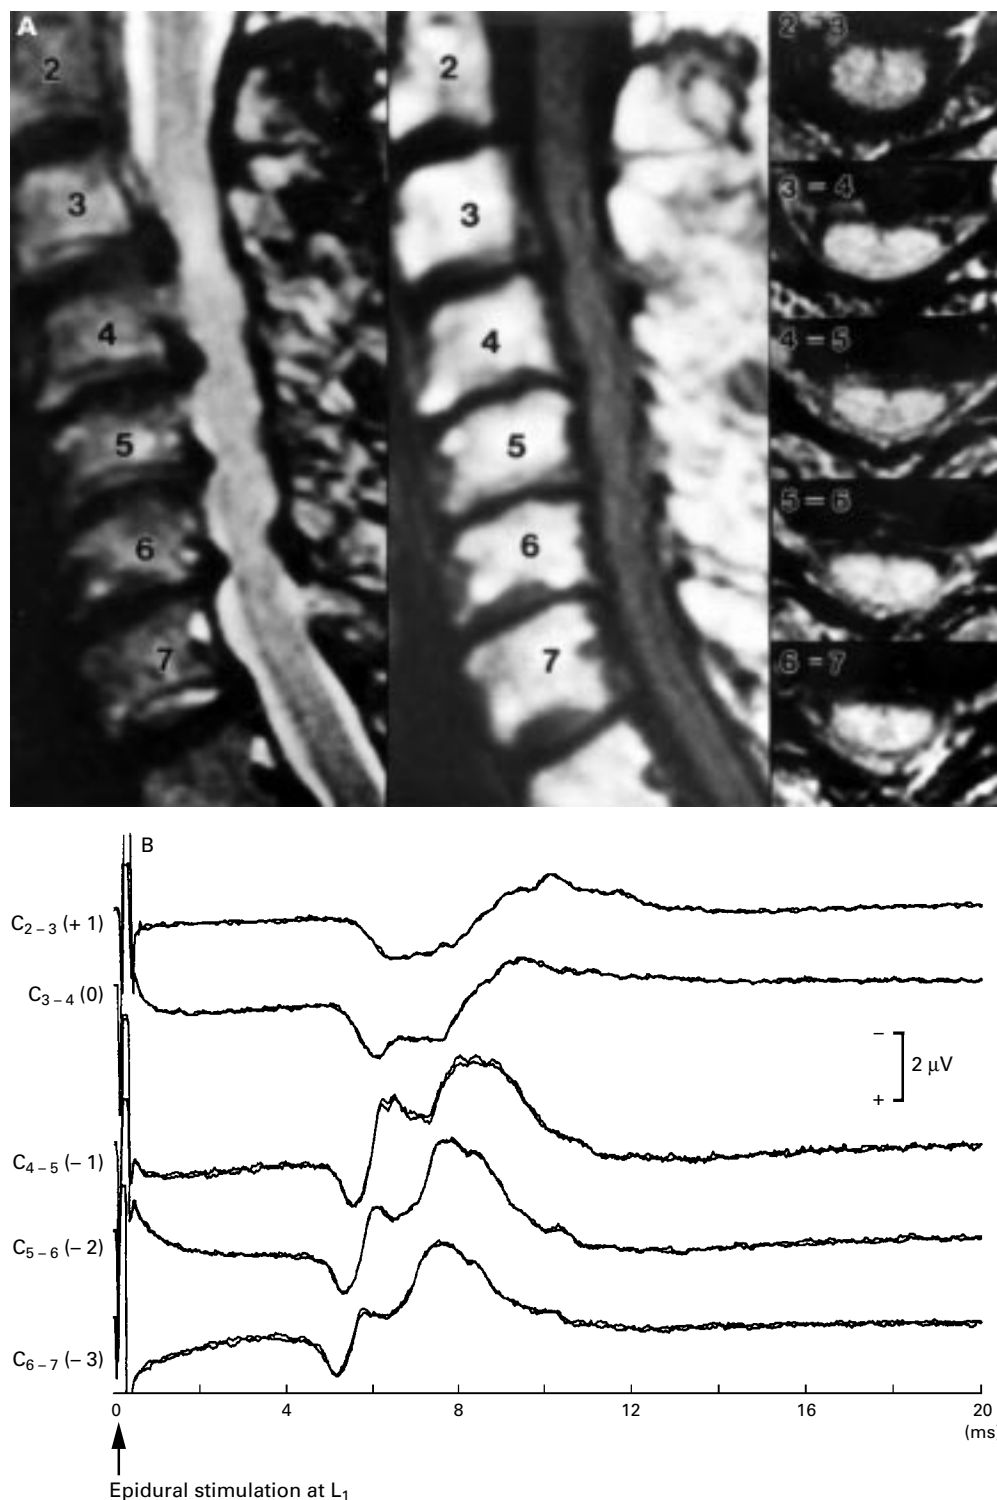 A
2
3
4
5
6
7
2
3
4
5
6
7
2 = 3
3 = 4
4 = 5
5 = 6
6 = 7
B
C2 – 3 (+ 1)
C3 – 4 (0)
–
2 µV
+
C4 – 5 (– 1)
C5 – 6 (– 2)
C6 – 7 (– 3)
0 4 8 12 16 20
(ms)
Epidural stimulation at L1